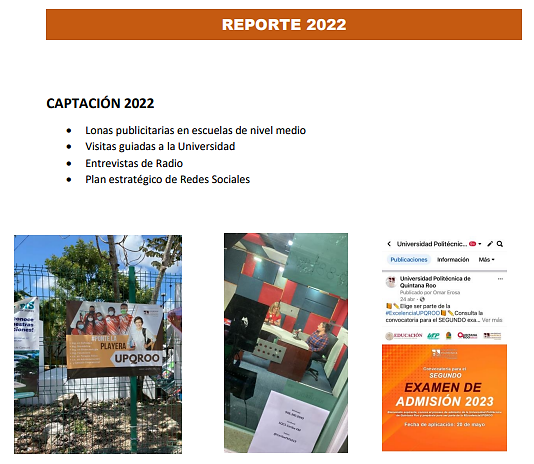 REPORTE 2022
CAPTACIÓN 2022
• Lonas publicitarias en escuelas de nivel medio
• Visitas guiadas a la Universidad
• Entrevistas de Radio
• Plan estratégico de Redes Sociales
PLAYERA
UPQROO
Universidad Politécnic...
Publicaciones Información Más
Universidad Politécnica de
Quintana Roo
Publicado por Omar Erosa
24 abr.
Elige ser parte de la
#ExcelenciaUPQROO Consulta la
convocatoria para el SEGUNDO exa... Ver más
EDUCACIÓN
Convocatoria para el
SEGUNDO
EXAMEN DE
ADMISIÓN 2023
Fecha de aplicación: 20 de mayo